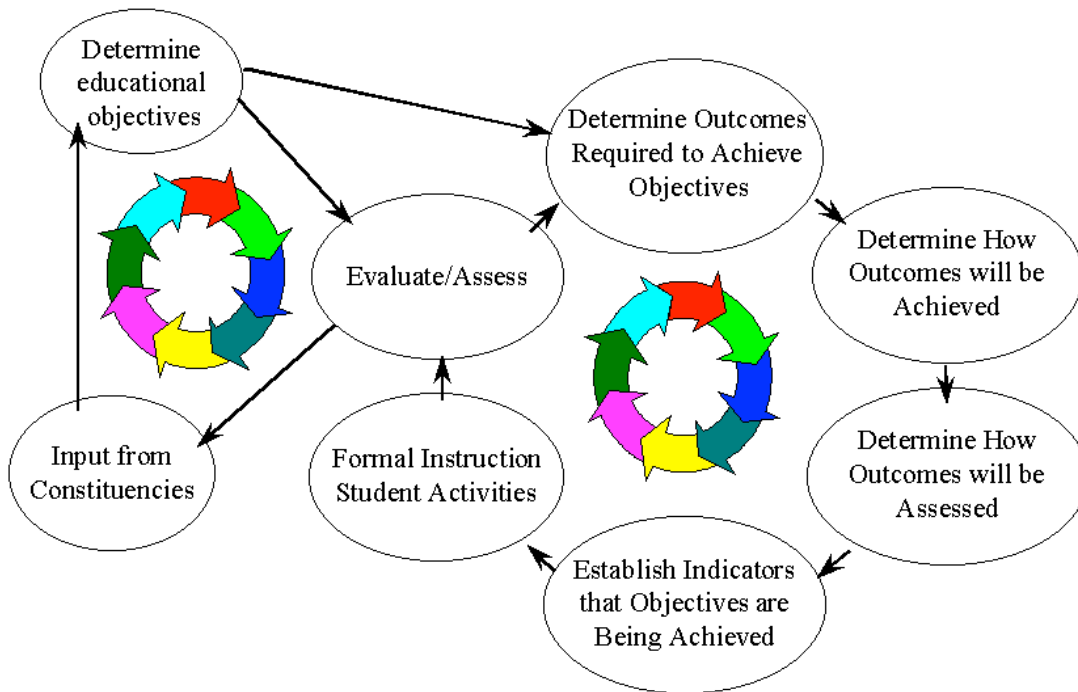 Determine
educational
objectives
Determine Outcomes
Required to Achieve
Objectives
Evaluate/Assess
Determine How
Outcomes will be
Achieved
Input from
Constituencies
Formal Instruction
Student Activities
Determine How
Outcomes will be
Assessed
Establish Indicators
that Objectives are
Being Achieved